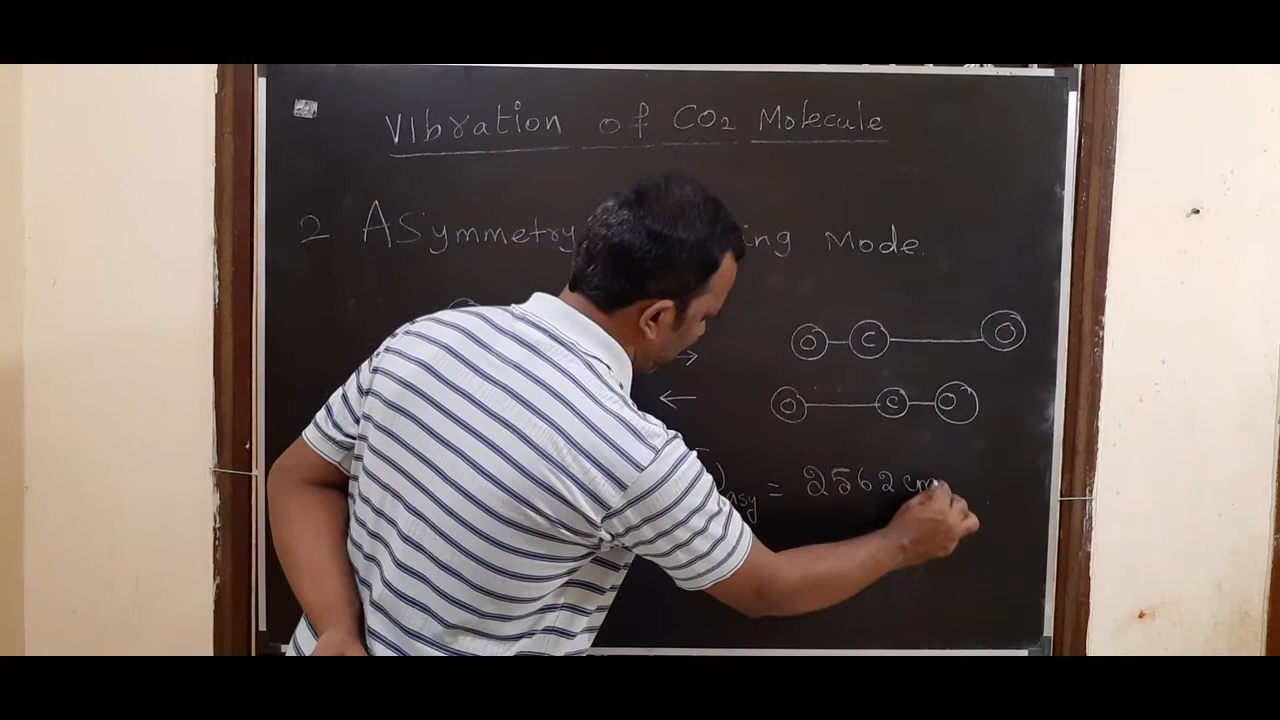 Vibration of CO2 Molecule
2 ASymmetry ing Mode.
O C O
O C O
)asy = 2562 cm